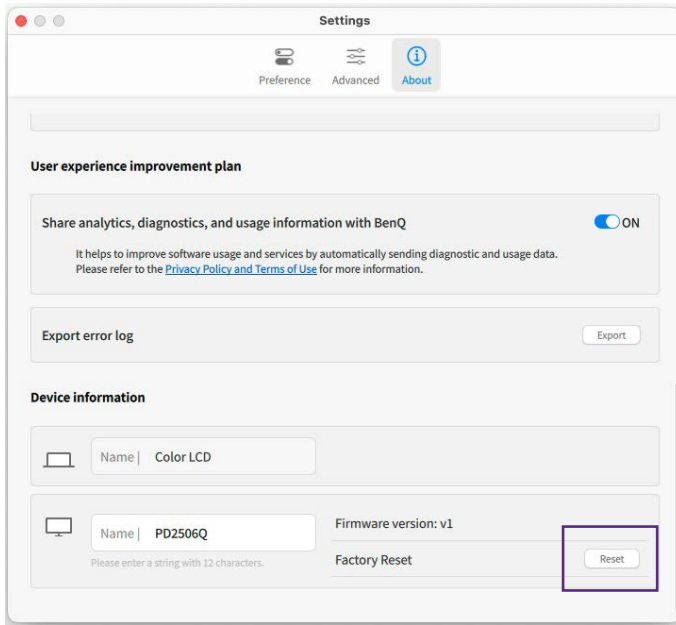 Settings
Preference
Advanced
About
User experience improvement plan
Share analytics, diagnostics, and usage information with BenQ
ON
It helps to improve software usage and services by automatically sending diagnostic and usage data.
Please refer to the Privacy Policy and Terms of Use for more information.
Export error log
Export
Device information
Name | Color LCD
Name | PD2506Q
Please enter a string with 12 characters.
Firmware version: v1
Factory Reset
Reset